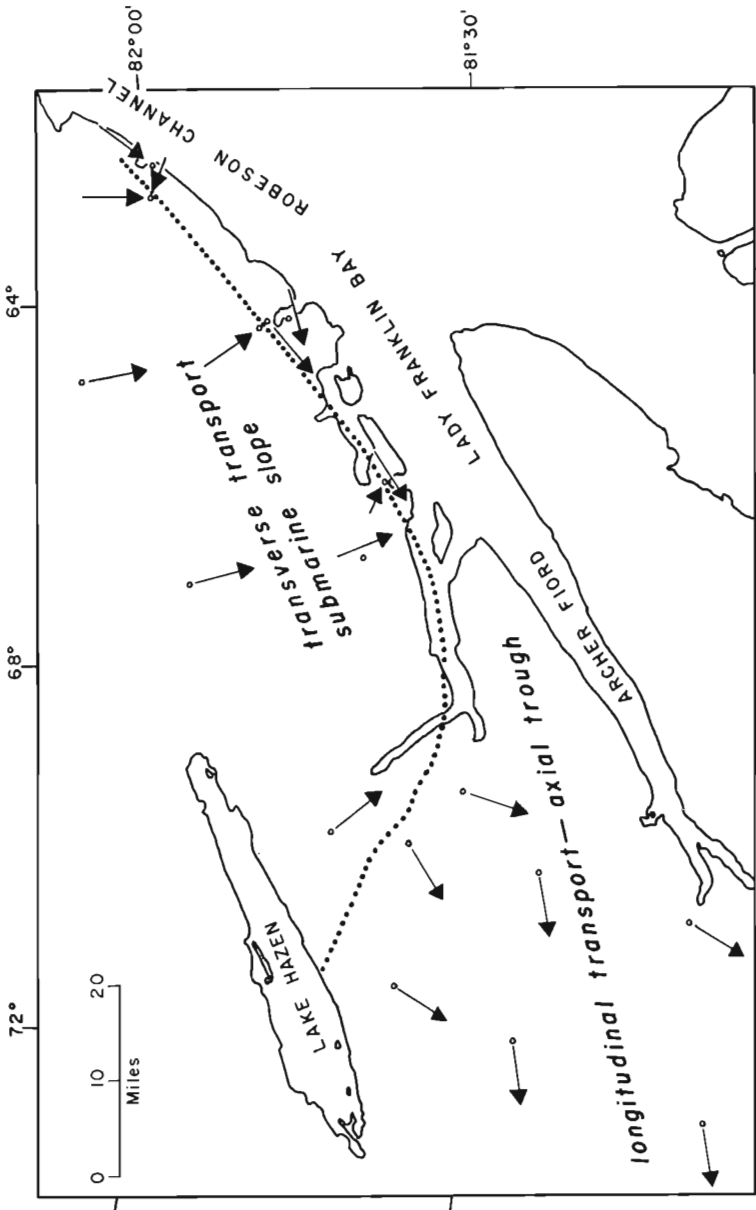 82°00'
81°30'
ROBESON CHANNEL
64°
LADY FRANKLIN BAY
transverse transport
submarine slope
68°
ARCHER FIORD
longitudinal transport — axial trough
LAKE HAZEN
72°
0 10 20
Miles